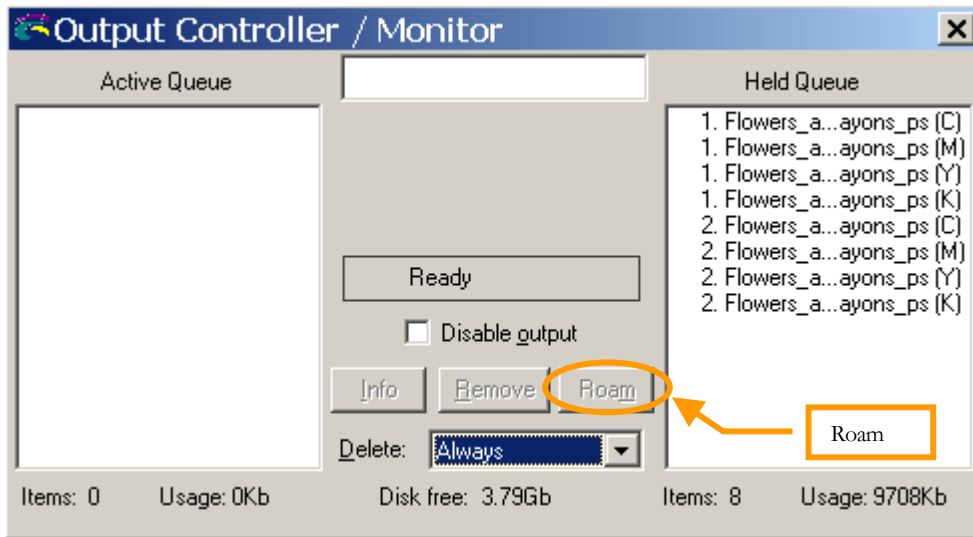 Output Controller / Monitor
Active Queue
Held Queue
1. Flowers_a...ayons_ps (C)
1. Flowers_a...ayons_ps (M)
1. Flowers_a...ayons_ps (Y)
1. Flowers_a...ayons_ps (K)
2. Flowers_a...ayons_ps (C)
2. Flowers_a...ayons_ps (M)
2. Flowers_a...ayons_ps (Y)
2. Flowers_a...ayons_ps (K)
Ready
Disable output
Info Remove Roam
Roam
Delete: Always
Items: 0 Usage: 0Kb Disk free: 3.79Gb Items: 8 Usage: 9708Kb